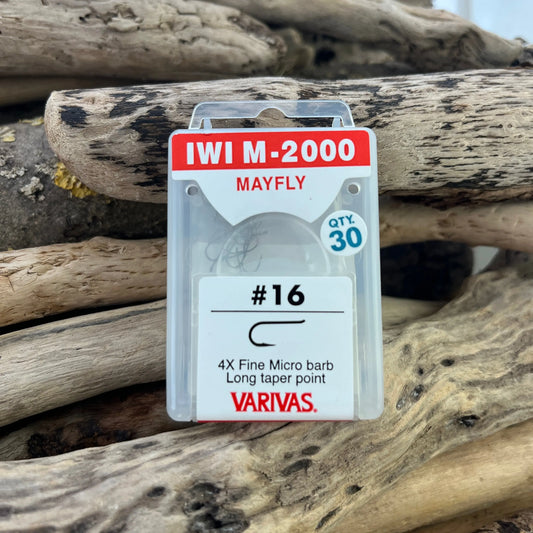 IWI M-2000
MAYFLY
QTY.
30
#16
4X Fine Micro barb
Long taper point
VARIVAS®